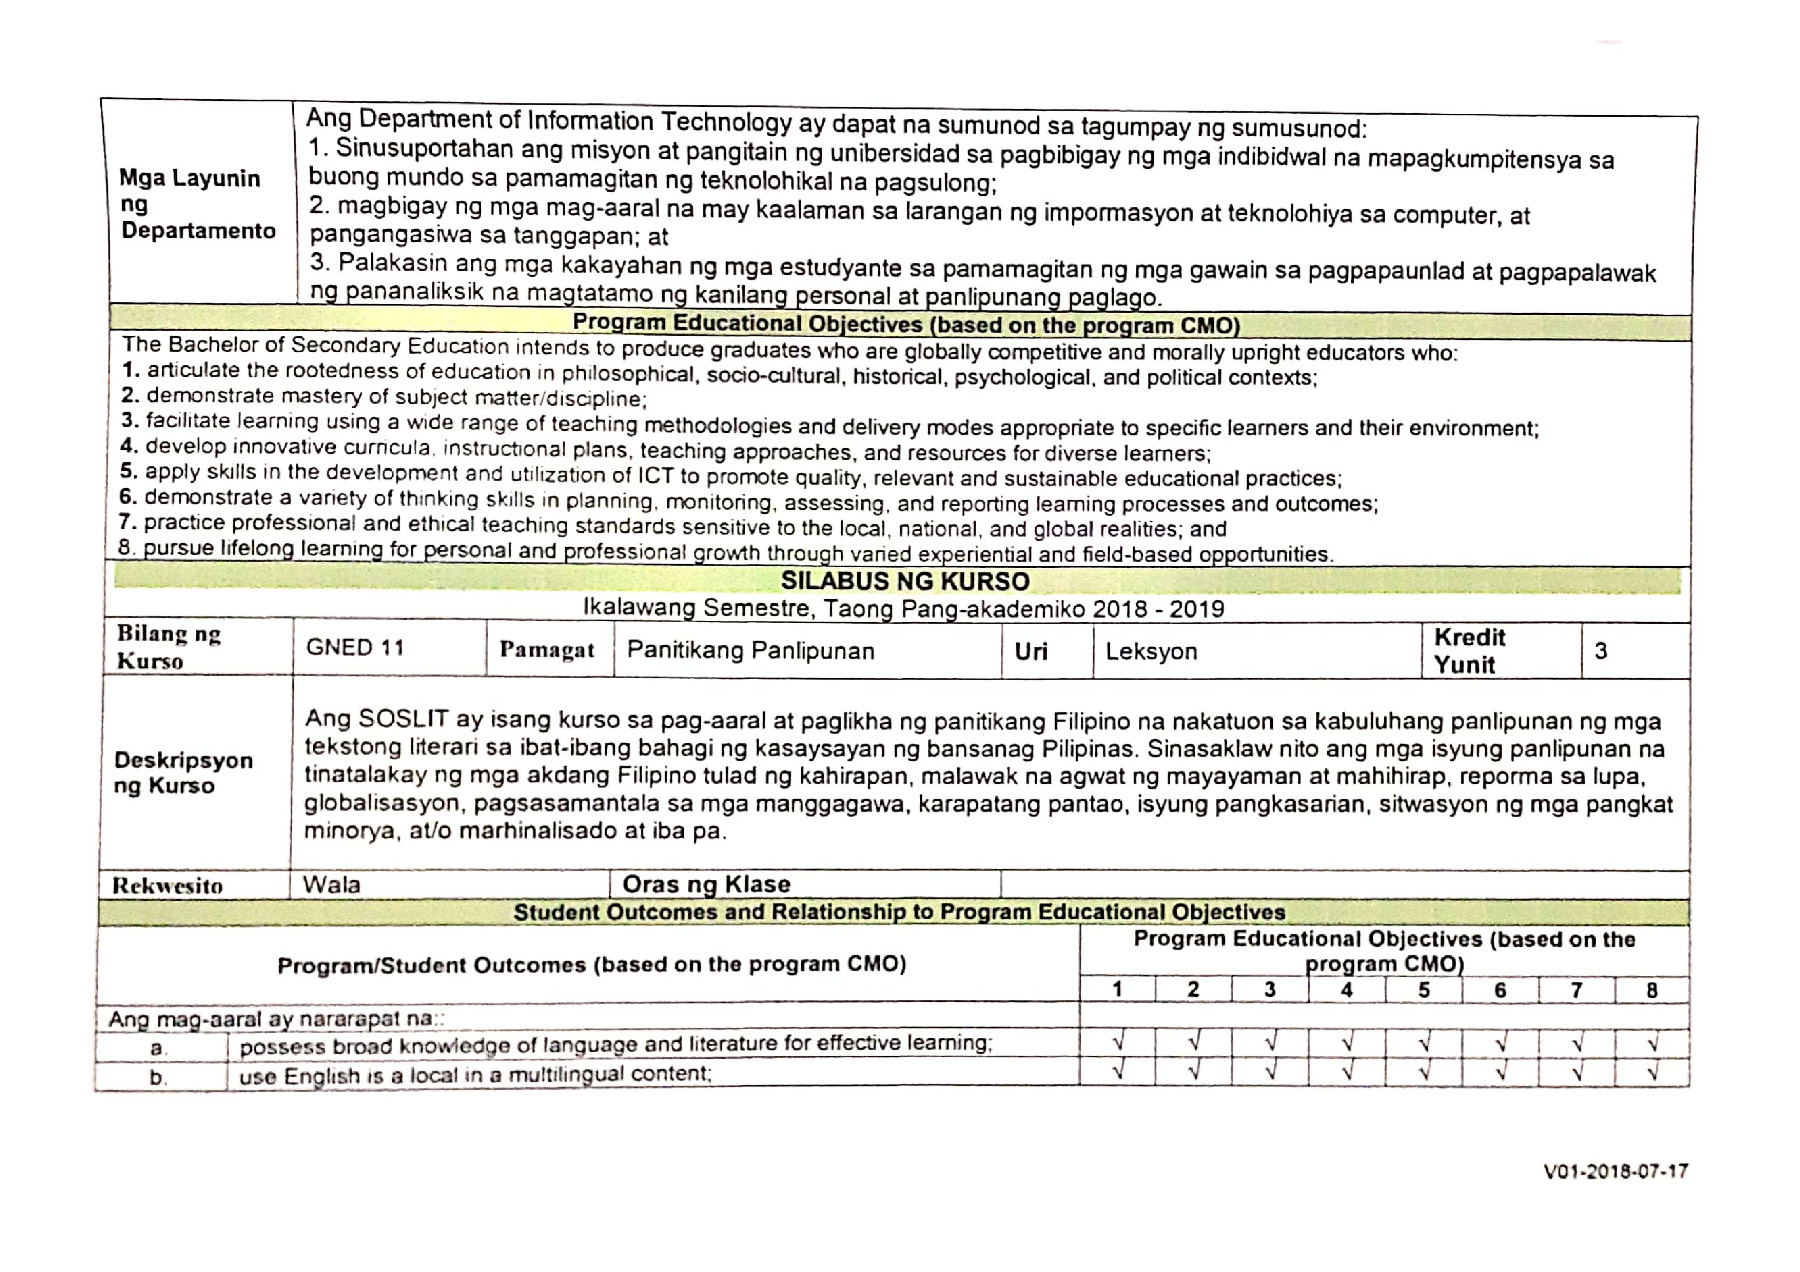 Mga Layunin
ng
Departamento
Ang Department of Information Technology ay dapat na sumunod sa tagumpay ng sumusunod:
1. Sinusuportahan ang misyon at pangitain ng unibersidad sa pagbibigay ng mga indibidwal na mapagkumpitensya sa
buong mundo sa pamamagitan ng teknolohikal na pagsulong;
2. magbigay ng mga mag-aaral na may kaalaman sa larangan ng impormasyon at teknolohiya sa computer, at
pangangasiwa sa tanggapan; at
3. Palakasin ang mga kakayahan ng mga estudyante sa pamamagitan ng mga gawain sa pagpapaunlad at pagpapalawak
ng pananaliksik na magtatamo ng kanilang personal at panlipunang paglago.
Program Educational Objectives (based on the program CMO)
The Bachelor of Secondary Education intends to produce graduates who are globally competitive and morally upright educators who:
1. articulate the rootedness of education in philosophical, socio-cultural, historical, psychological, and political contexts;
2. demonstrate mastery of subject matter/discipline;
3. facilitate learning using a wide range of teaching methodologies and delivery modes appropriate to specific learners and their environment;
4. develop innovative curricula, instructional plans, teaching approaches, and resources for diverse learners;
5. apply skills in the development and utilization of ICT to promote quality, relevant and sustainable educational practices;
6. demonstrate a variety of thinking skills in planning, monitoring, assessing, and reporting learning processes and outcomes;
7. practice professional and ethical teaching standards sensitive to the local, national, and global realities; and
8. pursue lifelong learning for personal and professional growth through varied experiential and field-based opportunities.
SILABUS NG KURSO
Ikalawang Semestre, Taong Pang-akademiko 2018 - 2019
Bilang ng
Kurso
GNED 11
Pamagat
Panitikang Panlipunan
Uri
Leksyon
Kredit
Yunit
3
Deskripsyon
ng Kurso
Ang SOSLIT ay isang kurso sa pag-aaral at paglikha ng panitikang Filipino na nakatuon sa kabuluhang panlipunan ng mga
tekstong literari sa ibat-ibang bahagi ng kasaysayan ng bansanag Pilipinas. Sinasaklaw nito ang mga isyung panlipunan na
tinatalakay ng mga akdang Filipino tulad ng kahirapan, malawak na agwat ng mayayaman at mahihirap, reporma sa lupa,
globalisasyon, pagsasamantala sa mga manggagawa, karapatang pantao, isyung pangkasarian, sitwasyon ng mga pangkat
minorya, at/o marhinalisado at iba pa.
Rekwesito
Wala
Oras ng Klase
Student Outcomes and Relationship to Program Educational Objectives
Program/Student Outcomes (based on the program CMO)
Program Educational Objectives (based on the
program CMO)
1 2 3 4 5 6 7 8
Ang mag-aaral ay nararapat na::
a. possess broad knowledge of language and literature for effective learning; √ √ √ √ √ √ √ √
b. use English is a local in a multilingual content; √ √ √ √ √ √ √ √
V01-2018-07-17